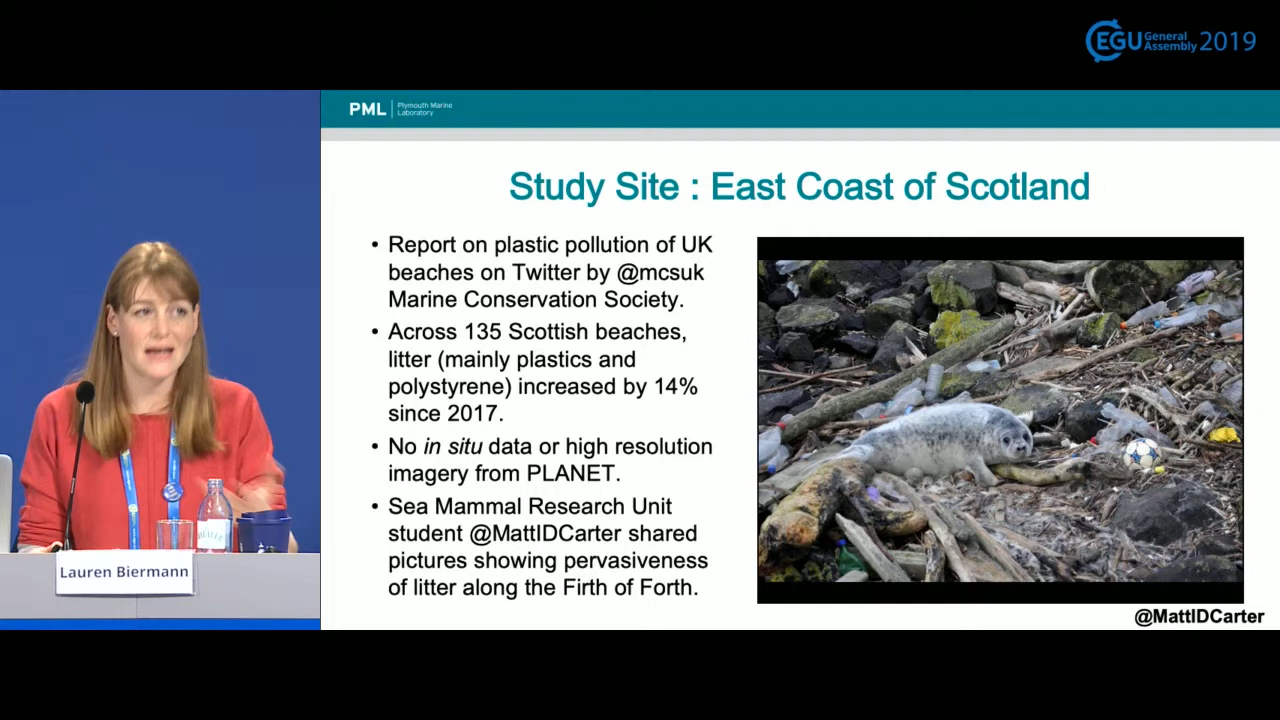 EGU General Assembly 2019
PML Plymouth Marine Laboratory
Study Site : East Coast of Scotland
• Report on plastic pollution of UK
beaches on Twitter by @mcsuk
Marine Conservation Society.
• Across 135 Scottish beaches,
litter (mainly plastics and
polystyrene) increased by 14%
since 2017.
• No in situ data or high resolution
imagery from PLANET.
• Sea Mammal Research Unit
student @MattIDCarter shared
pictures showing pervasiveness
of litter along the Firth of Forth.
@MattIDCarter
Lauren Biermann